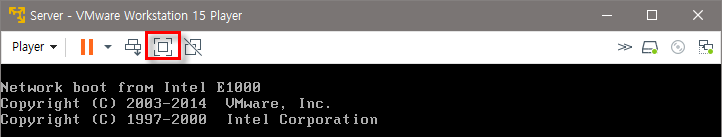 Server - VMware Workstation 15 Player
Player
Network boot from Intel E1000
Copyright (C) 2003-2014  VMware, Inc.
Copyright (C) 1997-2000  Intel Corporation